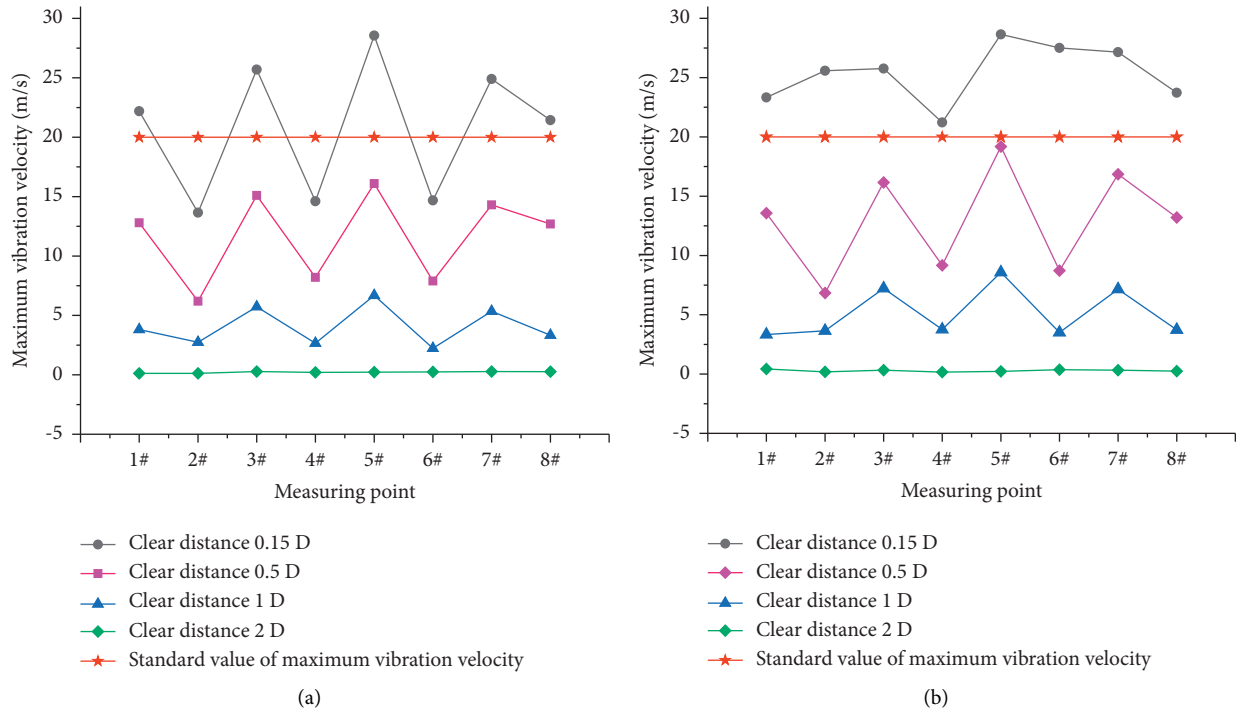 Maximum vibration velocity (m/s)
30
25
20
15
10
5
0
-5
1# 2# 3# 4# 5# 6# 7# 8#
Measuring point
Clear distance 0.15 D
Clear distance 0.5 D
Clear distance 1 D
Clear distance 2 D
Standard value of maximum vibration velocity
(a)
Maximum vibration velocity (m/s)
30
25
20
15
10
5
0
-5
1# 2# 3# 4# 5# 6# 7# 8#
Measuring point
Clear distance 0.15 D
Clear distance 0.5 D
Clear distance 1 D
Clear distance 2 D
Standard value of maximum vibration velocity
(b)